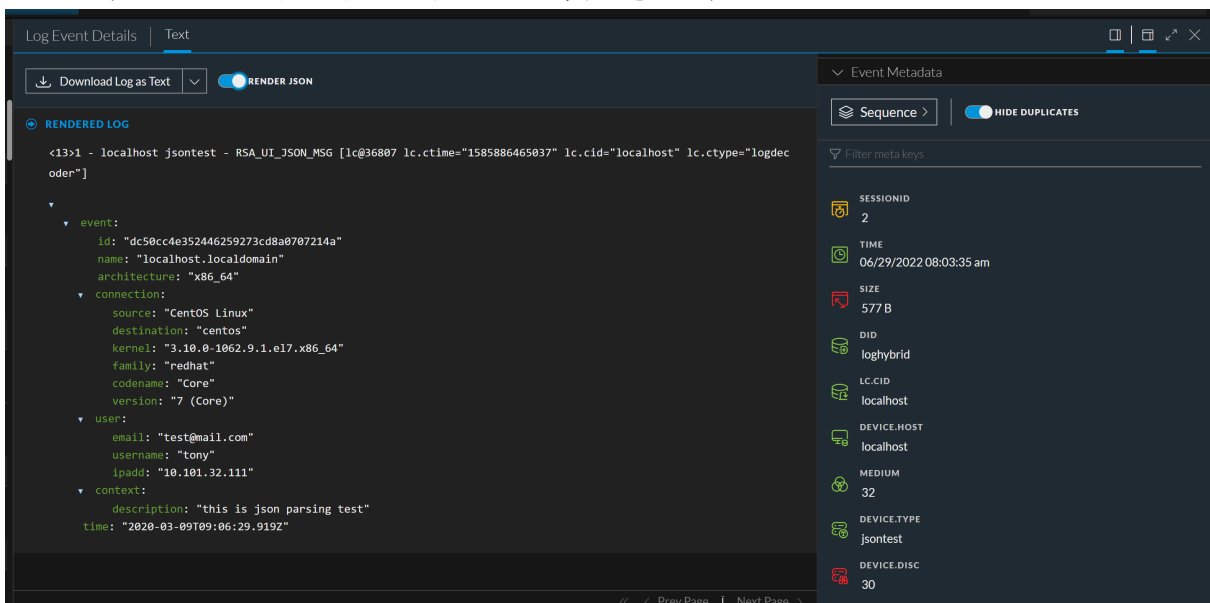 Log Event Details
Text
Download Log as Text
RENDER JSON
RENDERED LOG
<13>1 - localhost jsontest - RSA_UI_JSON_MSG [lc@36807 lc.ctime="1585886465037" lc.cid="localhost" lc.ctype="logdec
oder"]
event:
id: "dc50cc4e352446259273cd8a0707214a"
name: "localhost.localdomain"
architecture: "x86_64"
connection:
source: "CentOS Linux"
destination: "centos"
kernel: "3.10.0-1062.9.1.el7.x86_64"
family: "redhat"
codename: "Core"
version: "7 (Core)"
user:
email: "test@mail.com"
username: "tony"
ipadd: "10.101.32.111"
context:
description: "this is json parsing test"
time: "2020-03-09T09:06:29.919Z"
Prev Page
Next Page
Event Metadata
Sequence
HIDE DUPLICATES
Filter meta keys
SESSIONID
2
TIME
06/29/2022 08:03:35 am
SIZE
577 B
DID
loghybrid
LC.CID
localhost
DEVICE.HOST
localhost
MEDIUM
32
DEVICE.TYPE
jsontest
DEVICE.DISC
30